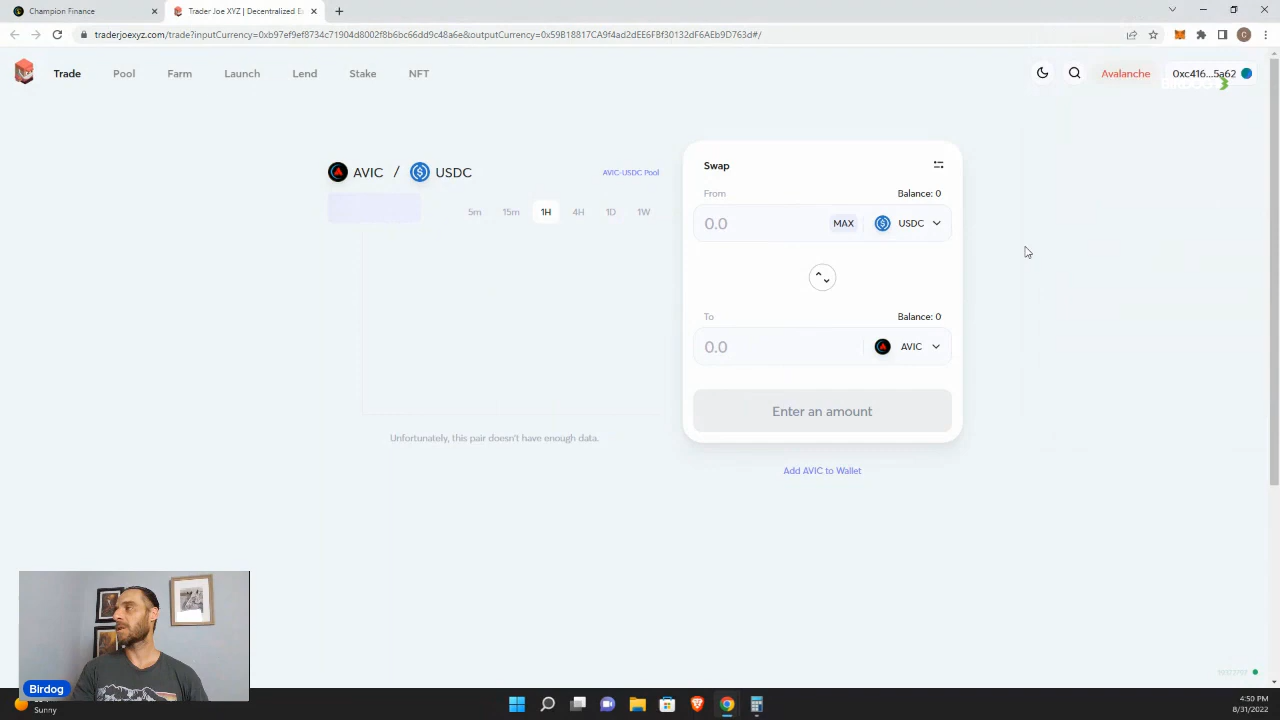 Champion Finance
Trader Joe XYZ | Decentralized E
traderjoexyz.com/trade?inputCurrency=0xb97ef9ef8734c71904d8002f8b6bc66dd9c48a6e&outputCurrency=0x59B18817CA9f4ad2dEE6FBf30132dF6AEb9D763d#/
C
Trade Pool Farm Launch Lend Stake NFT
Avalanche 0xc416...5a62
BIRDOG
AVIC / USDC
AVIC-USDC Pool
5m 15m 1H 4H 1D 1W
Unfortunately, this pair doesn't have enough data.
Swap
From Balance: 0
0.0 MAX USDC
To Balance: 0
0.0 AVIC
Enter an amount
Add AVIC to Wallet
Birdog
Sunny
4:50 PM
8/31/2022